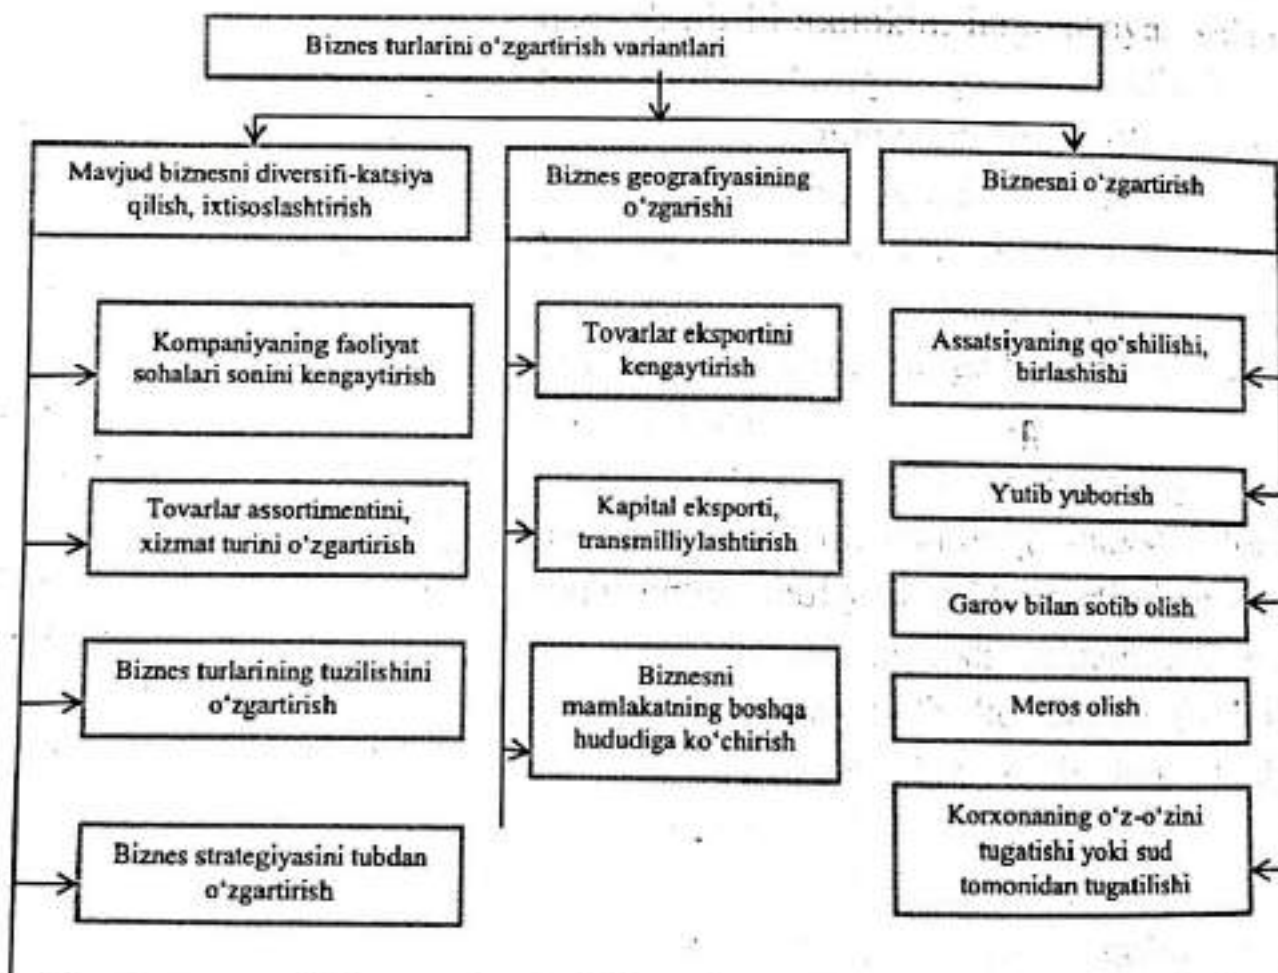 Biznes turlarini o‘zgartirish variantlari
Mavjud biznesni diversifi-katsiya
qilish, ixtisoslashtirish
Kompaniyaning faoliyat
sohalari sonini kengaytirish
Tovarlar assortimentini,
xizmat turini o‘zgartirish
Biznes turlarining tuzilishini
o‘zgartirish
Biznes strategiyasini tubdan
o‘zgartirish
Biznes geografiyasining
o‘zgarishi
Tovarlar eksportini
kengaytirish
Kapital eksporti,
transmilliylashtirish
Biznesni
mamlakatning boshqa
hududiga ko‘chirish
Biznesni o‘zgartirish
Assatsiyaning qo‘shilishi,
birlashishi
Yutib yuborish
Garov bilan sotib olish
Meros olish
Korxonaning o‘z-o‘zini
tugatishi yoki sud
tomonidan tugatilishi